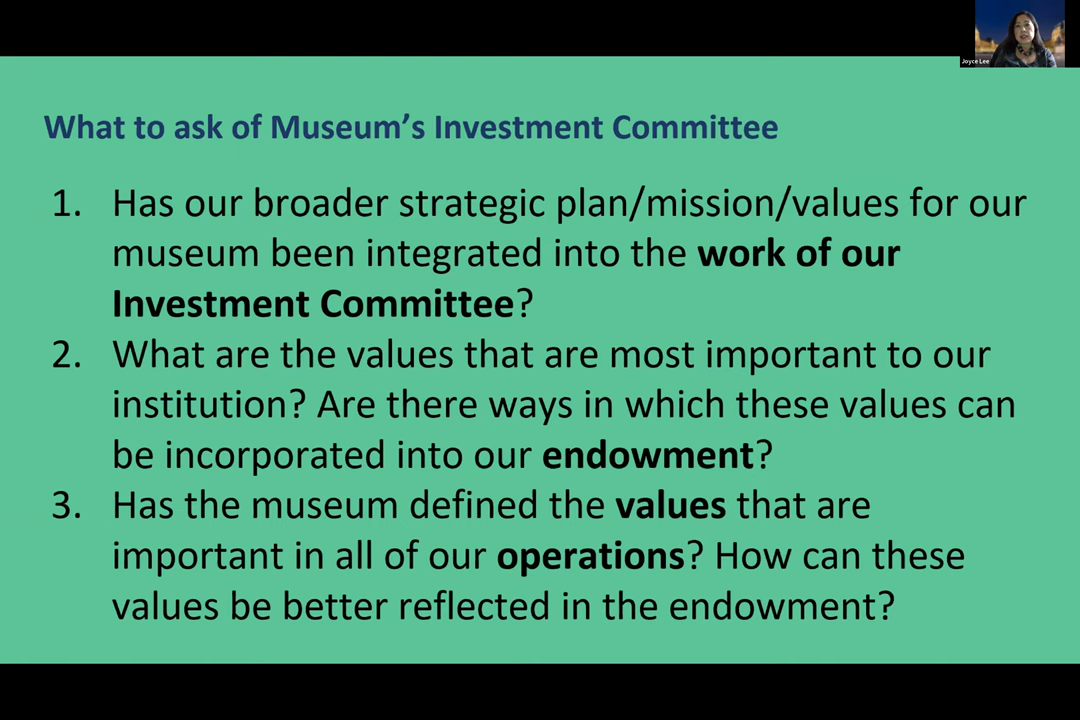 Joyce Lee
What to ask of Museum’s Investment Committee
1. Has our broader strategic plan/mission/values for our
museum been integrated into the work of our
Investment Committee?
2. What are the values that are most important to our
institution? Are there ways in which these values can
be incorporated into our endowment?
3. Has the museum defined the values that are
important in all of our operations? How can these
values be better reflected in the endowment?